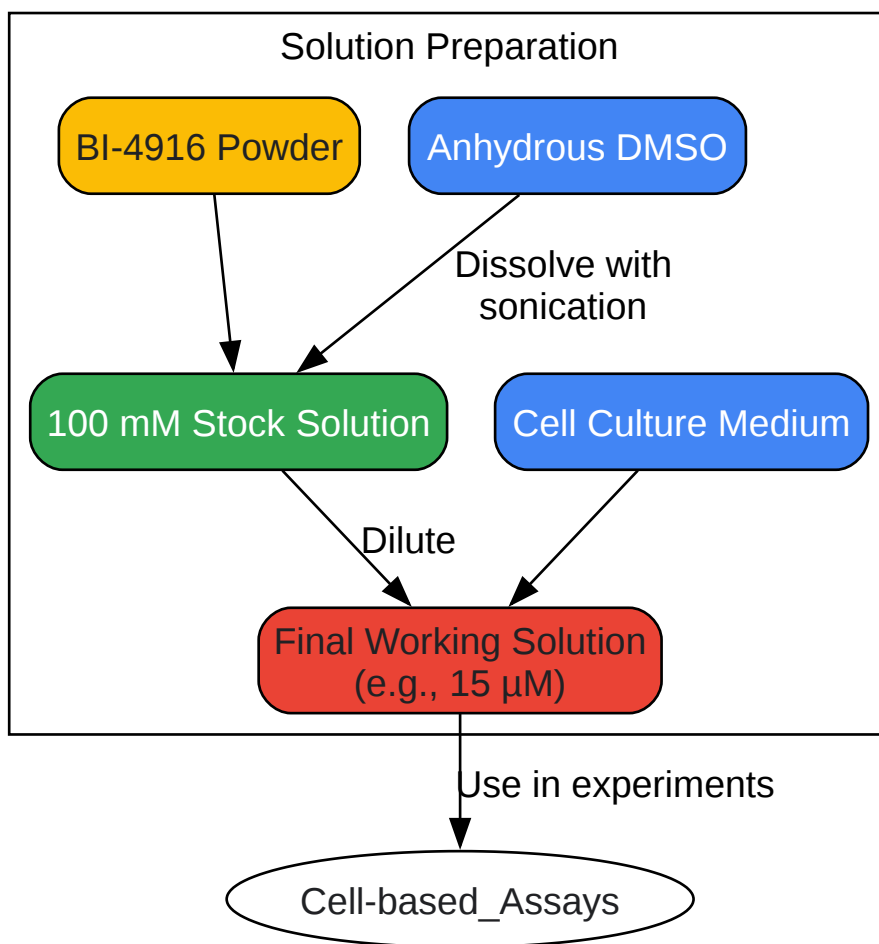 Solution Preparation
BI-4916 Powder
Anhydrous DMSO
Dissolve with
sonication
100 mM Stock Solution
Cell Culture Medium
Dilute
Final Working Solution
(e.g., 15 µM)
Use in experiments
Cell-based_Assays